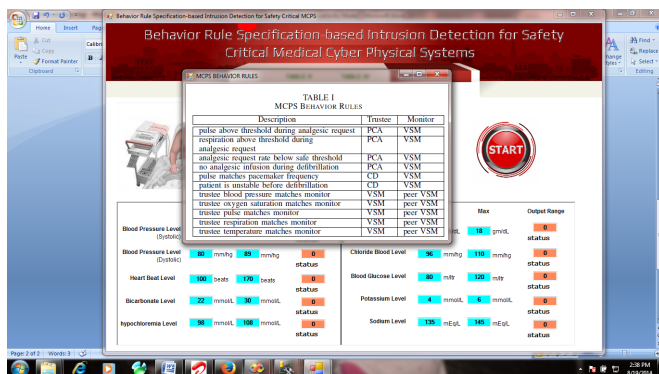 Behavior Rule Specification-based Intrusion Detection for Safety Critical MCPS
Home Insert
Cut
Copy
Paste
Format Painter
Clipboard
Calibri
B
Find
Replace
Select
Editing
Behavior Rule Specification-based Intrusion Detection for Safety
Critical Medical Cyber Physical Systems
MCPS BEHAVIOR RULES
TABLE I
MCPS BEHAVIOR RULES
Description Trustee Monitor
pulse above threshold during analgesic request PCA VSM
respiration above threshold during
analgesic request PCA VSM
analgesic request rate below safe threshold PCA VSM
no analgesic infusion during defibrillation PCA VSM
pulse matches pacemaker frequency CD VSM
patient is unstable before defibrillation CD VSM
trustee blood pressure matches monitor VSM peer VSM
trustee oxygen saturation matches monitor VSM peer VSM
trustee pulse matches monitor VSM peer VSM
trustee respiration matches monitor VSM peer VSM
trustee temperature matches monitor VSM peer VSM
START
Max Output Range
Blood Pressure Level
(Systolic)
18 gm/dL 0
status
Blood Pressure Level
(Dystolic)
80 mm/hg 89 mm/hg 0
status
Chloride Blood Level 96 mm/hg 110 mm/hg 0
status
Heart Beat Level 100 beats 170 beats 0
status
Blood Glucose Level 80 m/ltr 120 m/ltr 0
status
Bicarbonate Level 22 mmol/L 30 mmol/L 0
status
Potassium Level 4 mmol/L 6 mmol/L 0
status
hypochloremia Level 98 mmol/L 108 mmol/L 0
status
Sodium Level 135 mEq/L 145 mEq/L 0
status
Page: 2 of 2 Words: 3
2:38 PM
8/19/2014